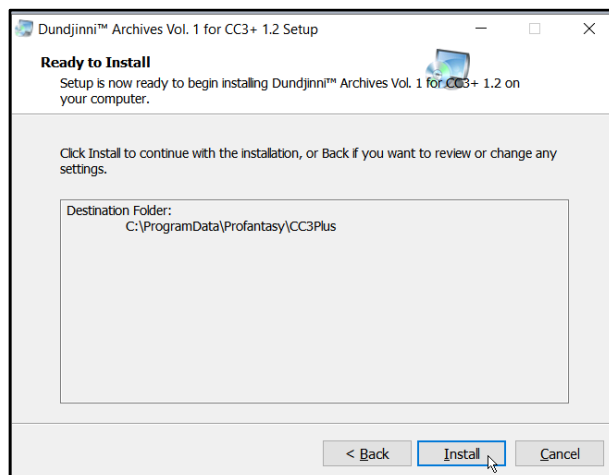 Dundjinni™ Archives Vol. 1 for CC3+ 1.2 Setup
Ready to Install
Setup is now ready to begin installing Dundjinni™ Archives Vol. 1 for CC3+ 1.2 on
your computer.
Click Install to continue with the installation, or Back if you want to review or change any
settings.
Destination Folder:
C:\ProgramData\Profantasy\CC3Plus
< Back Install Cancel